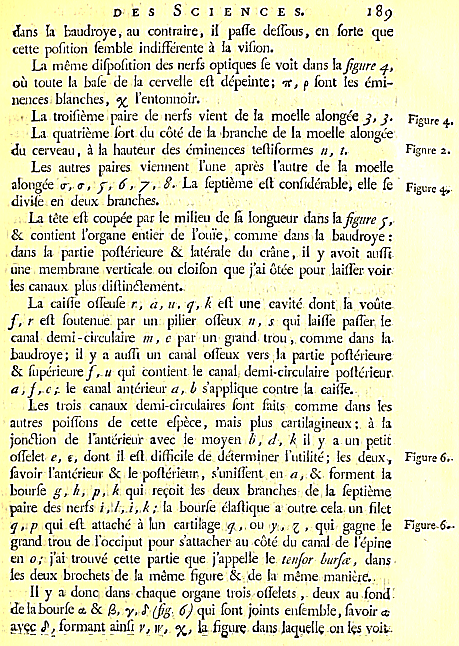 DES SCIENCES. 189
dans la baudroye, au contraire, il passe dessous, en sorte que
cette position semble indifférente à la vision.
La même disposition des nerfs optiques se voit dans la figure 4,
où toute la base de la cervelle est dépeinte; π, ρ sont les émi-
nences blanches, χ l'entonnoir.
La troisième paire de nerfs vient de la moelle alongée 3, 3. Figure 4.
La quatrième sort du côté de la branche de la moelle alongée
du cerveau, à la hauteur des éminences testiformes n, t. Figure 2.
Les autres paires viennent l'une après l'autre de la moelle
alongée σ, σ, 5, 6, 7, 8. La septième est considérable, elle se Figure 4.
divise en deux branches.
La tête est coupée par le milieu de sa longueur dans la figure 5,
& contient l'organe entier de l'ouïe, comme dans la baudroye:
dans la partie postérieure & latérale du crâne, il y avoit aussi
une membrane verticale ou cloison que j'ai ôtée pour laisser voir
les canaux plus distinctement.
La caisse osseuse r, a, u, q, k est une cavité dont la voûte
f, r est soutenue par un pilier osseux n, s qui laisse passer le
canal demi-circulaire m, c par un grand trou, comme dans la
baudroye; il y a aussi un canal osseux vers la partie postérieure
& supérieure f, u qui contient le canal demi-circulaire postérieur
a, f, c; le canal antérieur a, b s'applique contre la caisse.
Les trois canaux demi-circulaires sont faits comme dans les
autres poissons de cette espèce, mais plus cartilagineux; à la
jonction de l'antérieur avec le moyen b, d, k il y a un petit
osselet e, e, dont il est difficile de déterminer l'utilité; les deux, Figure 6.
savoir l'antérieur & le postérieur, s'unissent en a, & forment la
bourse g, h, p, k qui reçoit les deux branches de la septième
paire des nerfs i, l, i, k; la bourse élastique a outre cela un filet
q, p qui est attaché à un cartilage q, ou y, z, qui gagne le Figure 6.
grand trou de l'occiput pour s'attacher au côté du canal de l'épine
en o; j'ai trouvé cette partie que j'appelle le tensor bursæ, dans
les deux brochets de la même figure & de la même manière.
Il y a donc dans chaque organe trois osselets, deux au fond
de la bourse α & β, γ, δ (fig. 6) qui sont joints ensemble, savoir α
avec δ, formant ainsi v, w, χ, la figure dans laquelle on les voit